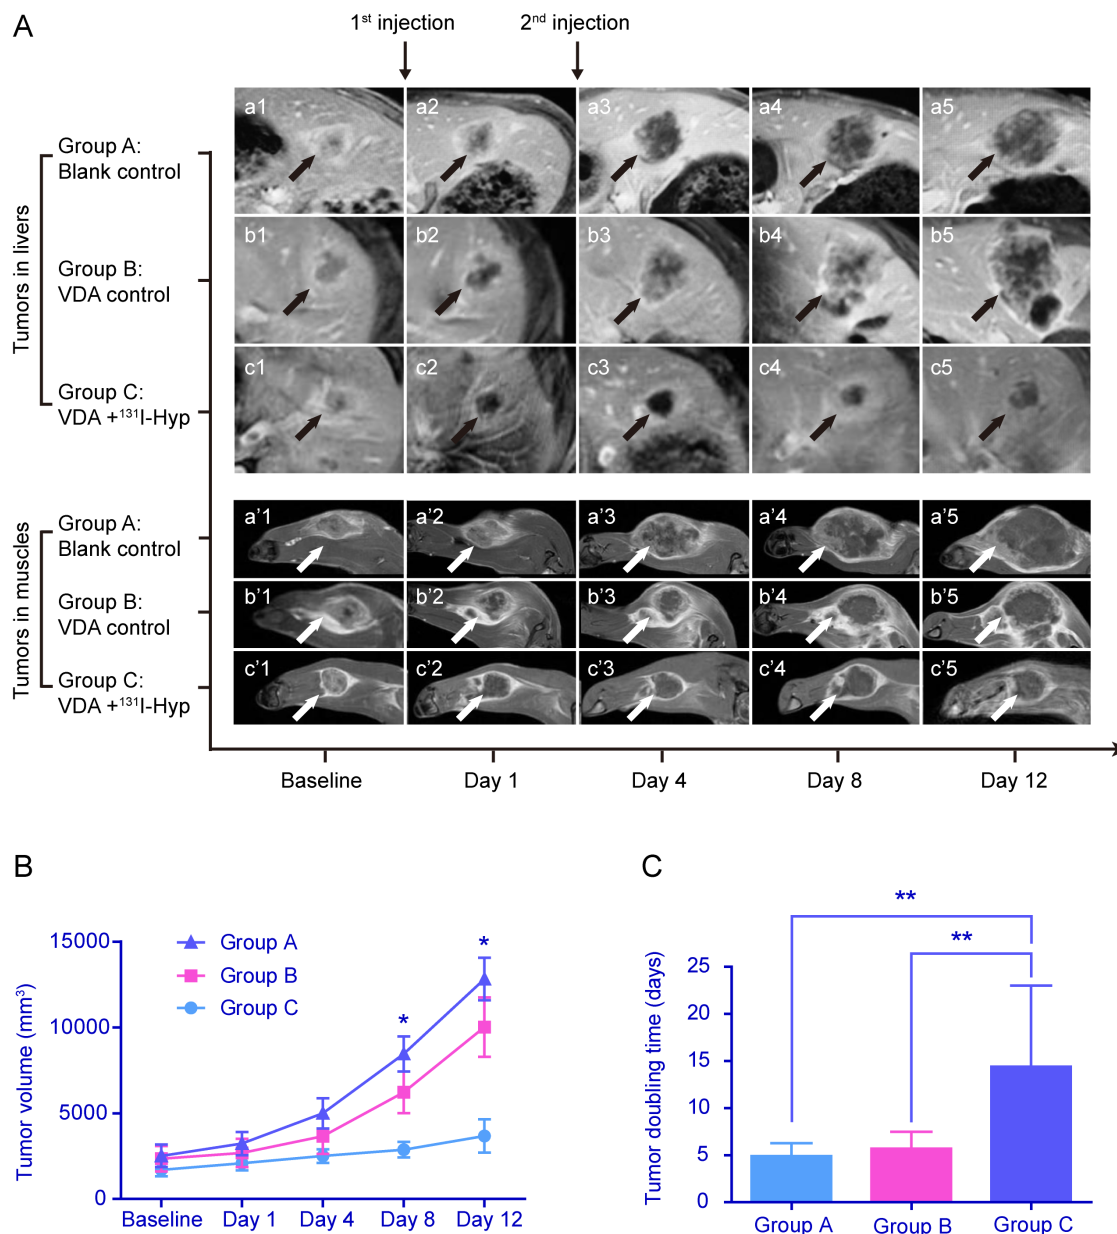 A
1st injection
2nd injection
Tumors in livers
Group A:
Blank control
a1 a2 a3 a4 a5
Group B:
VDA control
b1 b2 b3 b4 b5
Group C:
VDA +131I-Hyp
c1 c2 c3 c4 c5
Tumors in muscles
Group A:
Blank control
a'1 a'2 a'3 a'4 a'5
Group B:
VDA control
b'1 b'2 b'3 b'4 b'5
Group C:
VDA +131I-Hyp
c'1 c'2 c'3 c'4 c'5
Baseline Day 1 Day 4 Day 8 Day 12
B
Tumor volume (mm3)
15000
10000
5000
0
Group A
Group B
Group C
*
*
Baseline Day 1 Day 4 Day 8 Day 12
C
Tumor doubling time (days)
**
**
25
20
15
10
5
0
Group A Group B Group C